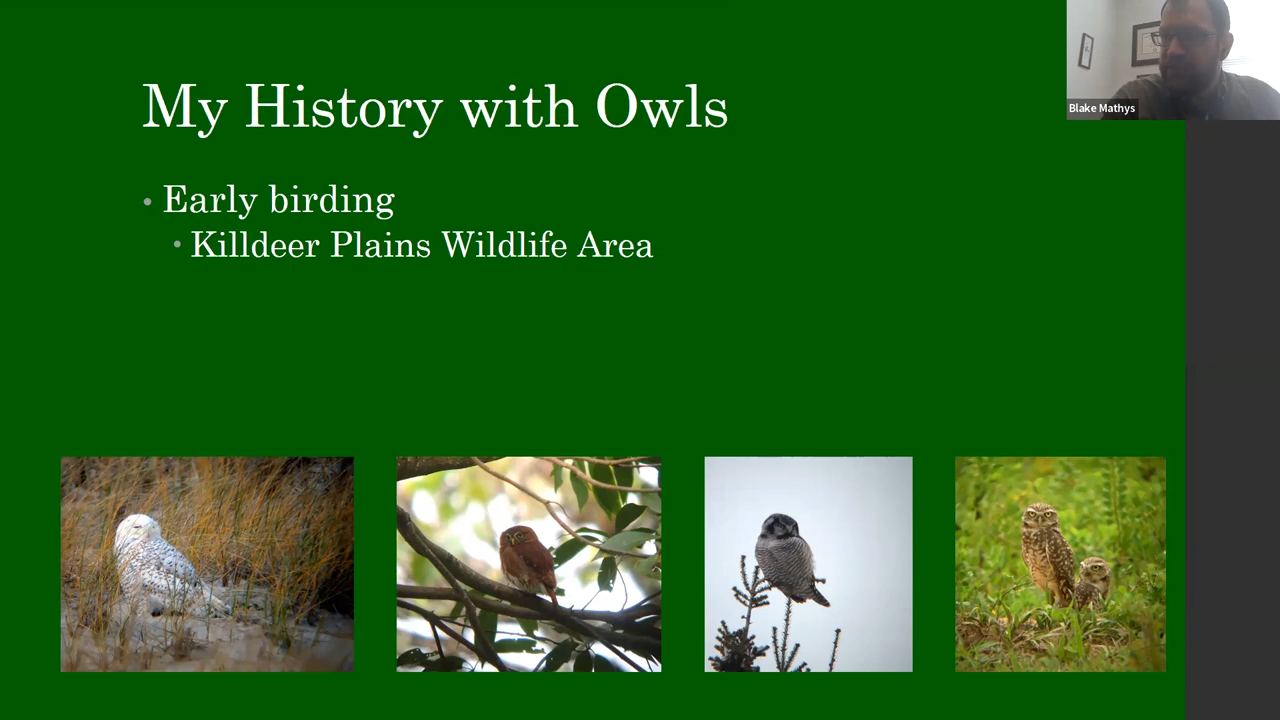 My History with Owls
• Early birding
• Killdeer Plains Wildlife Area
Blake Mathys